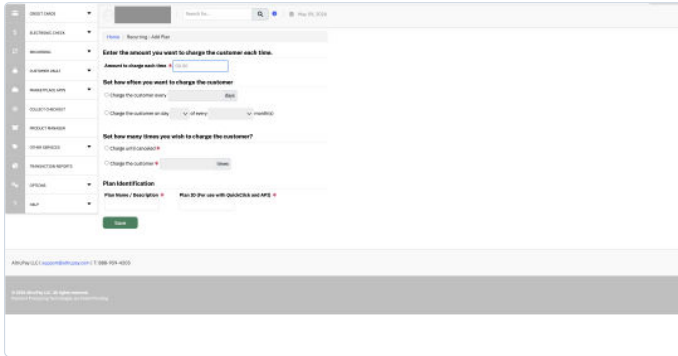 CREDIT CARDS
ELECTRONIC CHECK
RECURRING
CUSTOMER VAULT
MARKETPLACE APPS
COLLECT CHECKOUT
PRODUCT MANAGER
OTHER SERVICES
TRANSACTION REPORTS
OPTIONS
HELP
Search for...
May 29, 2024
Home / Recurring - Add Plan
Enter the amount you want to charge the customer each time.
Amount to charge each time * 00.00
Set how often you want to charge the customer
Charge the customer every days
Charge the customer on day of every month(s)
Set how many times you wish to charge the customer?
Charge until canceled *
Charge the customer * times
Plan Identification
Plan Name / Description * Plan ID (For use with QuickClick and API) *
Save